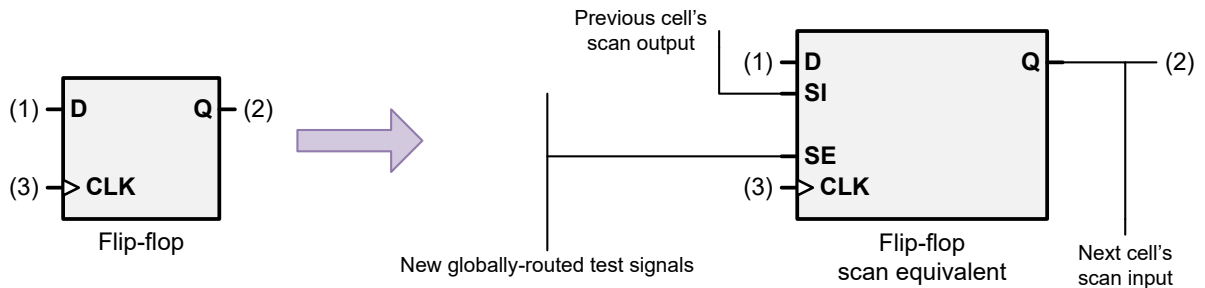 (1) D Q (2)
(3) CLK
Flip-flop
Previous cell's
scan output
(1) D Q (2)
SI
SE
(3) CLK
New globally-routed test signals
Flip-flop
scan equivalent
Next cell's
scan input